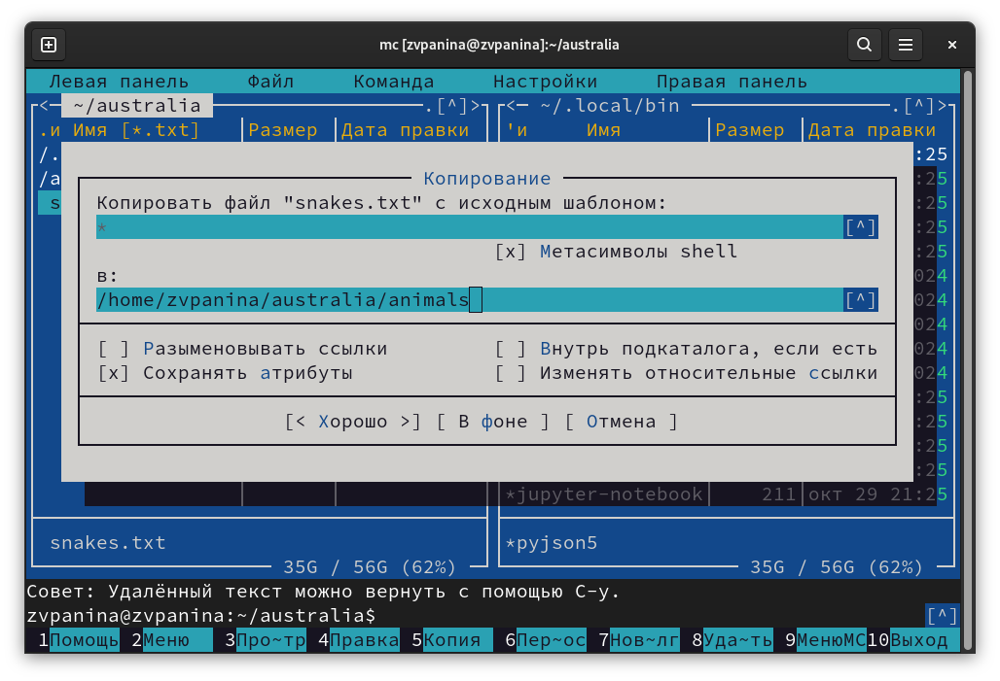 mc [zvpanina@zvpanina]:~/australia
Левая панель Файл Команда Настройки Правая панель
<─ ~/australia .[^]> <─ ~/.local/bin .[^]>
.и Имя [*.txt] Размер Дата правки 'и Имя Размер Дата правки
/. :25
/a :25
s :25
Копирование
Копировать файл "snakes.txt" с исходным шаблоном:
* [^] :25
[x] Метасимволы shell :25
в: 024
/home/zvpanina/australia/animals [^] 024
024
[ ] Разыменовывать ссылки [ ] Внутрь подкаталога, если есть 024
[x] Сохранять атрибуты [ ] Изменять относительные ссылки 024
:25
[< Хорошо >] [ В фоне ] [ Отмена ] :25
:25
:25
*jupyter-notebook 211 окт 29 21:25
snakes.txt *pyjson5
35G / 56G (62%) 35G / 56G (62%)
Совет: Удалённый текст можно вернуть с помощью C-y.
zvpanina@zvpanina:~/australia$ [^]
1Помощь 2Меню 3Про~тр 4Правка 5Копия 6Пер~ос 7Нов~лг 8Уда~ть 9МенюMC 10Выход